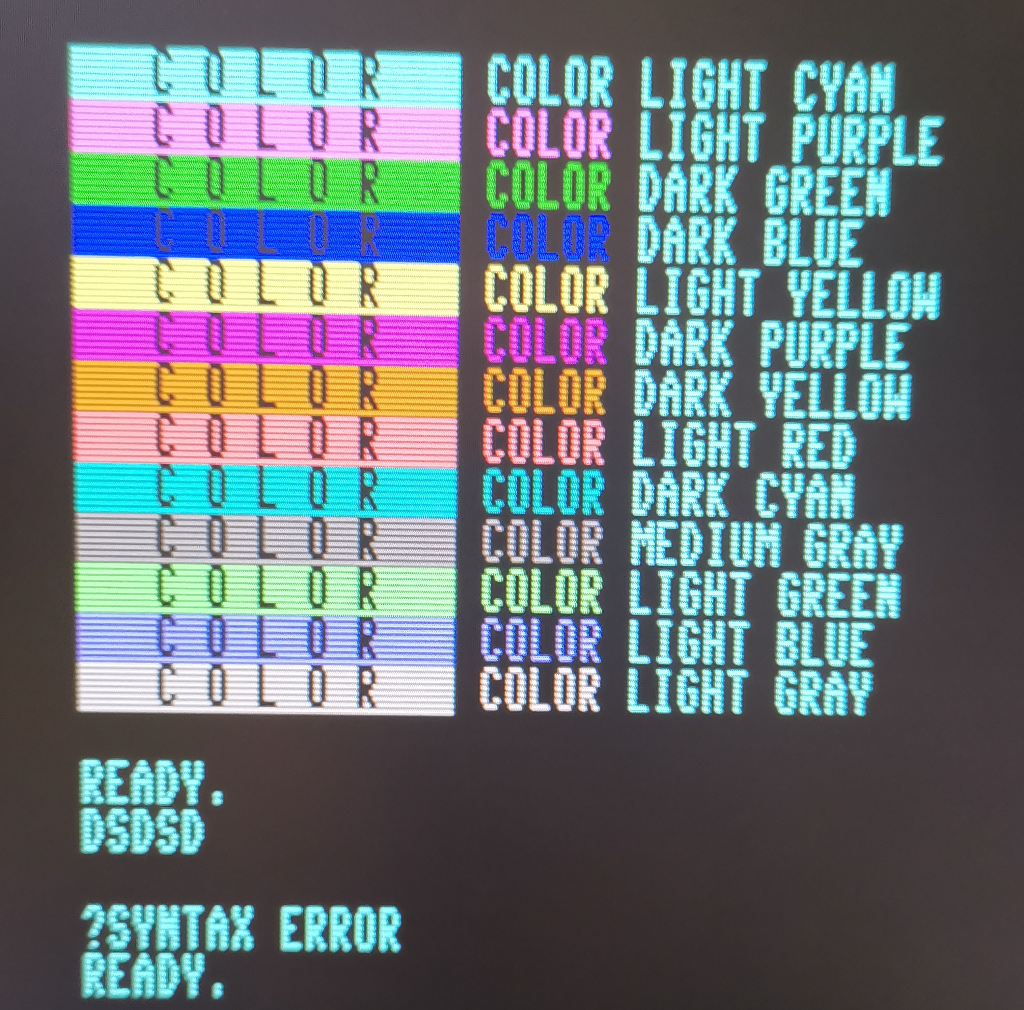 C O L O R COLOR LIGHT CYAN
C O L O R COLOR LIGHT PURPLE
C O L O R COLOR DARK GREEN
C O L O R COLOR DARK BLUE
C O L O R COLOR LIGHT YELLOW
C O L O R COLOR DARK PURPLE
C O L O R COLOR DARK YELLOW
C O L O R COLOR LIGHT RED
C O L O R COLOR DARK CYAN
C O L O R COLOR MEDIUM GRAY
C O L O R COLOR LIGHT GREEN
C O L O R COLOR LIGHT BLUE
C O L O R COLOR LIGHT GRAY
READY.
DSDSD
?SYNTAX ERROR
READY.